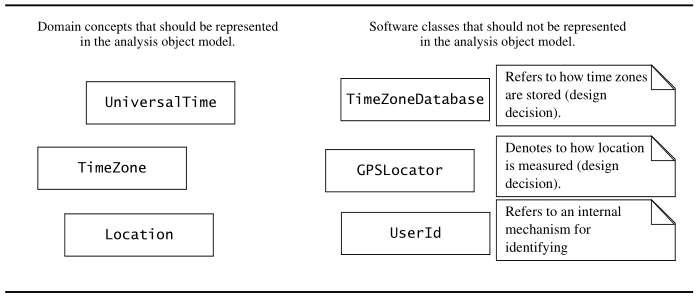 Domain concepts that should be represented
in the analysis object model.
Software classes that should not be represented
in the analysis object model.
UniversalTime
TimeZone
Location
TimeZoneDatabase
Refers to how time zones
are stored (design
decision).
GPSLocator
Denotes to how location
is measured (design
decision).
UserId
Refers to an internal
mechanism for
identifying